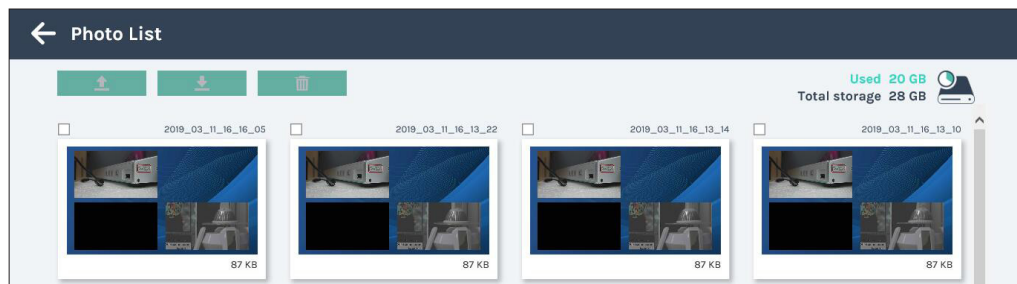 Photo List
Used 20 GB
Total storage 28 GB
2019_03_11_16_16_05
2019_03_11_16_13_22
2019_03_11_16_13_14
2019_03_11_16_13_10
87 KB
87 KB
87 KB
87 KB